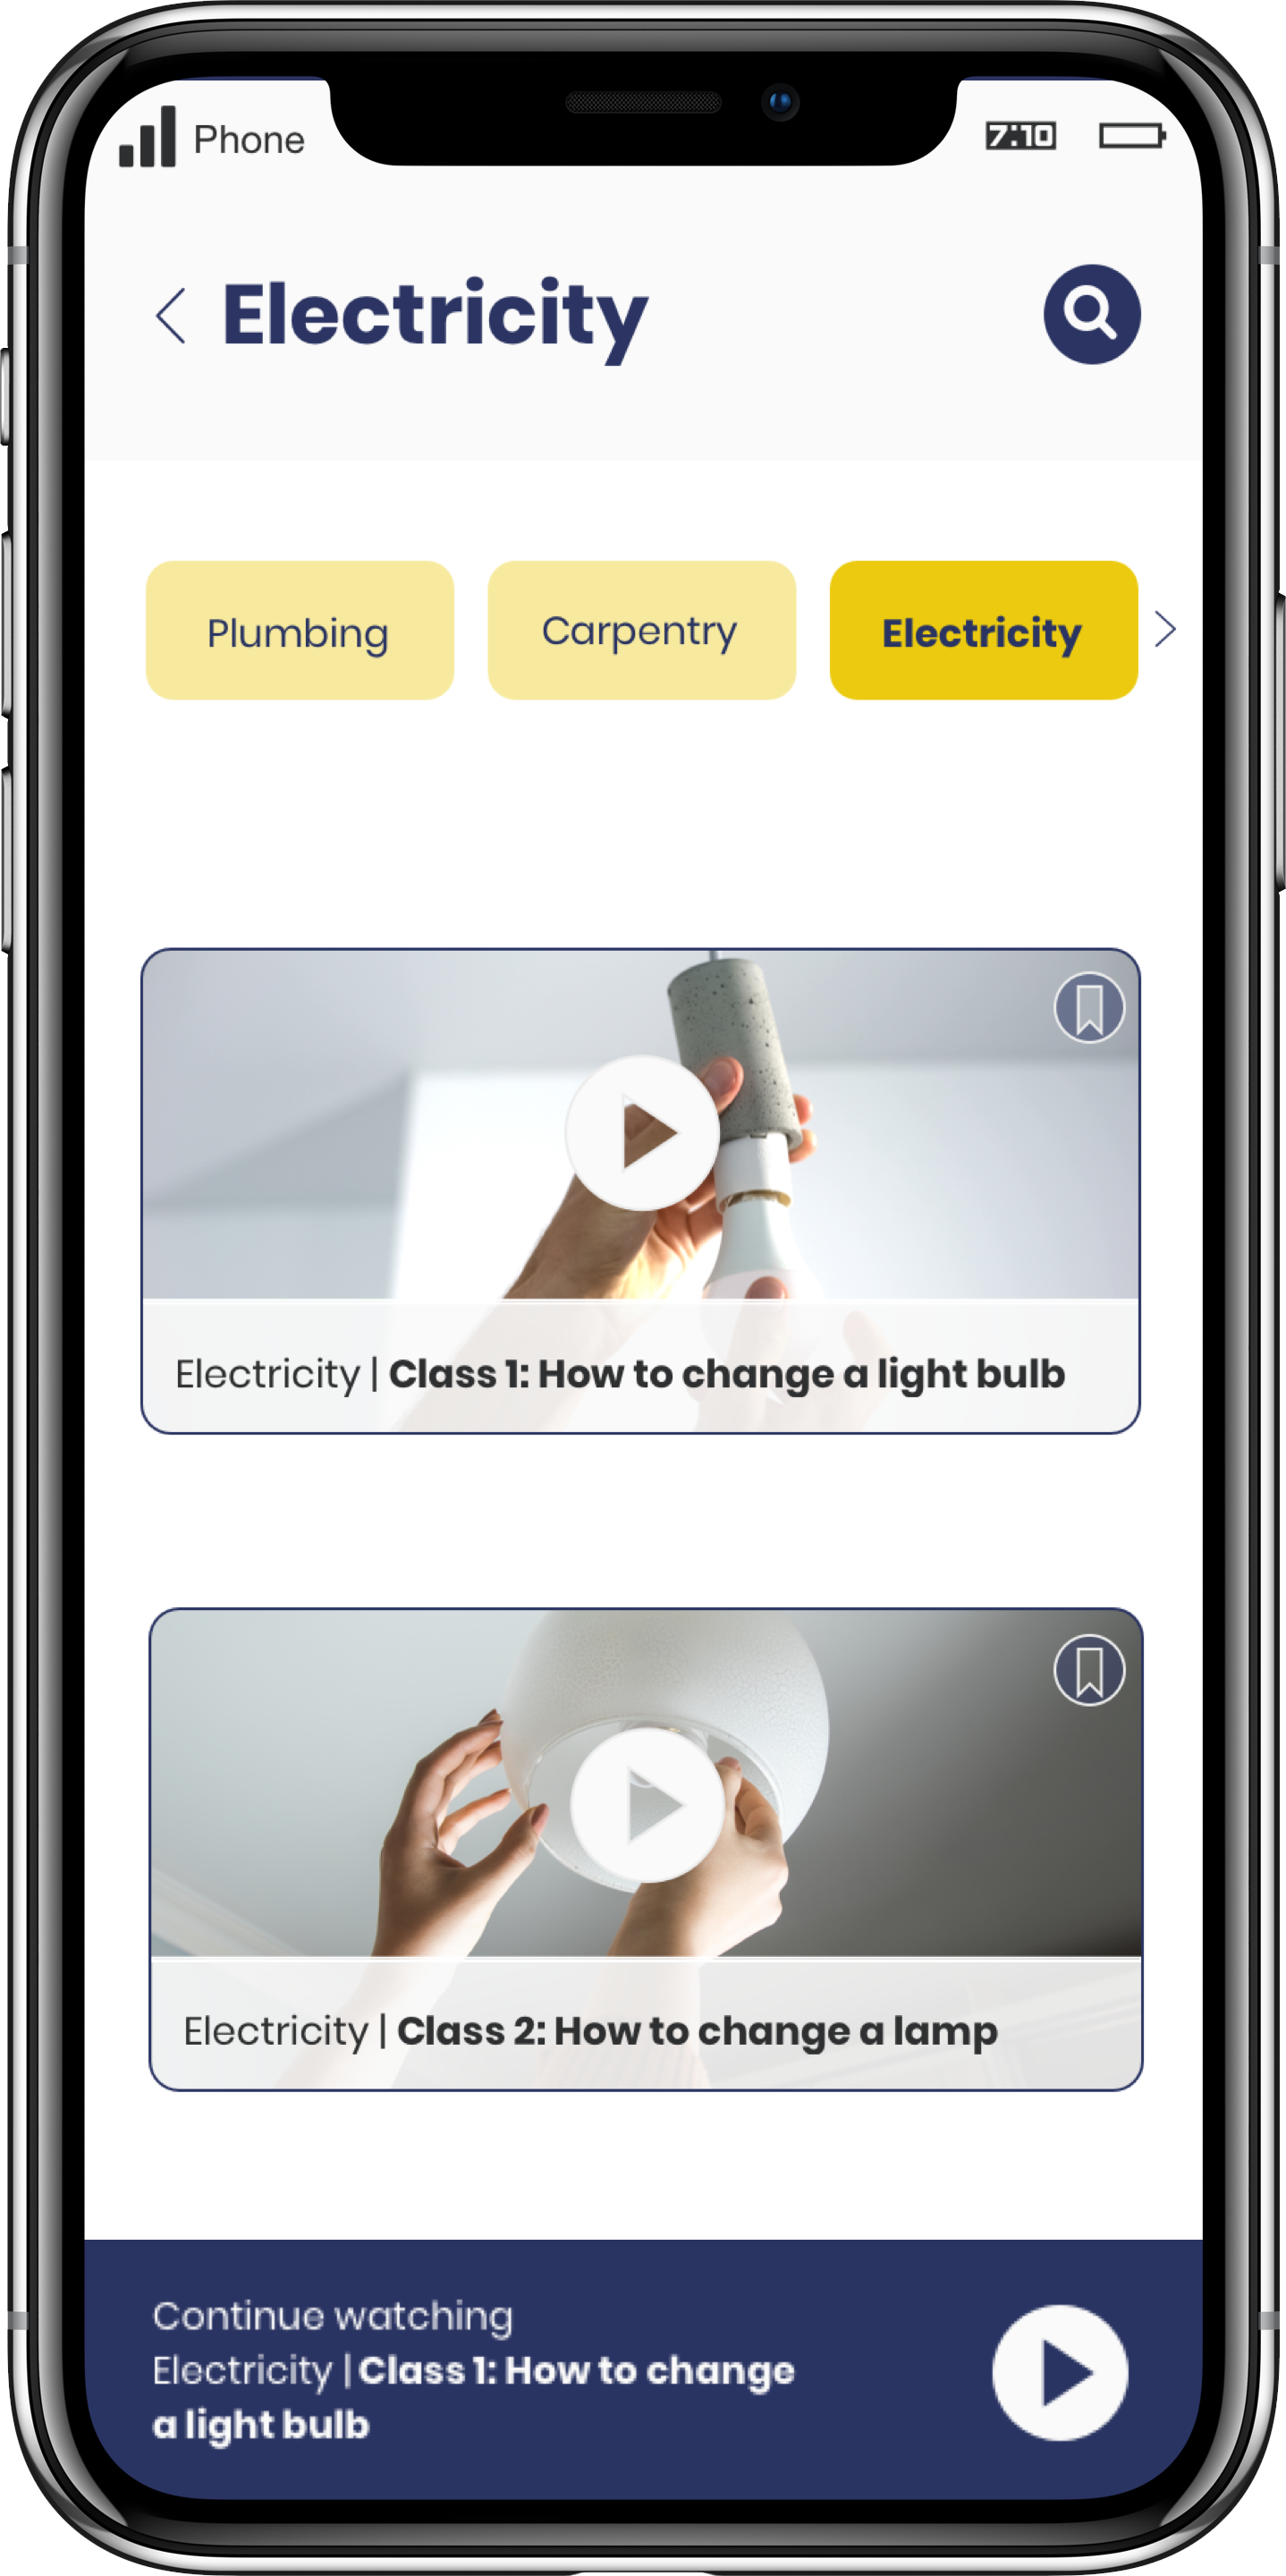 Phone 7:10
Electricity
Plumbing Carpentry Electricity
Electricity | Class 1: How to change a light bulb
Electricity | Class 2: How to change a lamp
Continue watching
Electricity | Class 1: How to change
a light bulb